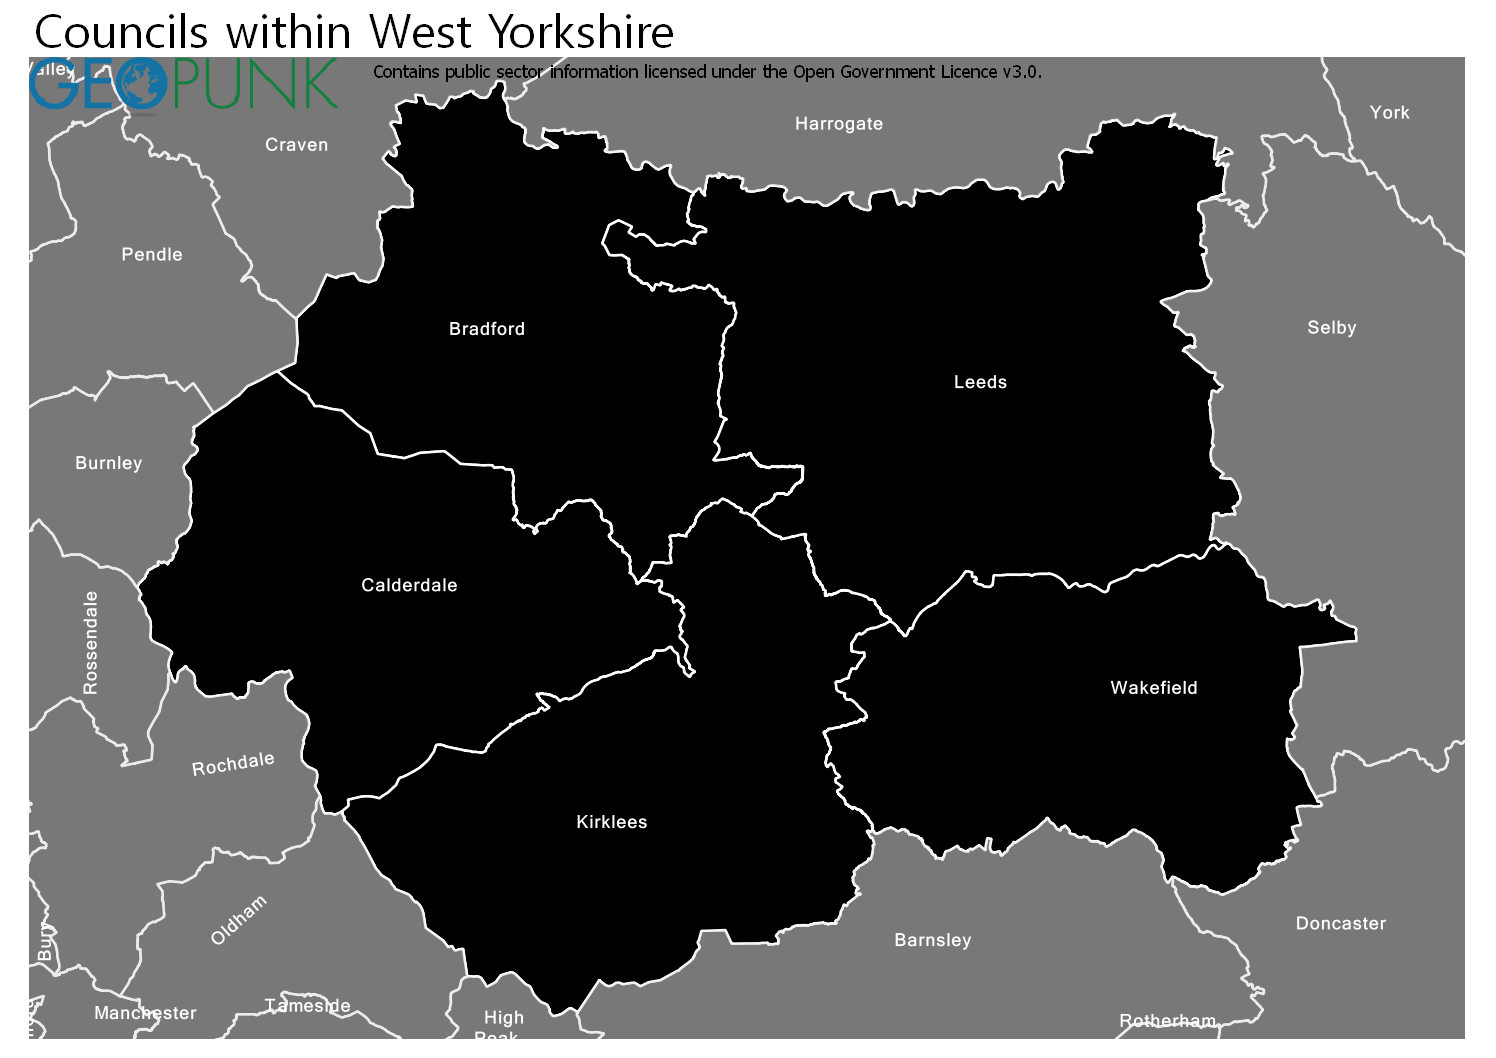 Councils within West Yorkshire
Valley
GEOPUNK
Contains public sector information licensed under the Open Government Licence v3.0.
York
Harrogate
Craven
Pendle
Selby
Bradford
Leeds
Burnley
Calderdale
Rossendale
Wakefield
Rochdale
Kirklees
Oldham
Doncaster
Barnsley
Bury
Tameside
Manchester
High
Peak
Rotherham